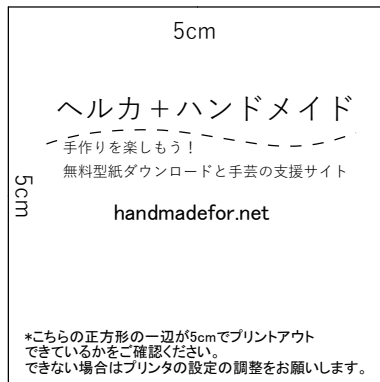 5cm
ヘルカ＋ハンドメイド
手作りを楽しもう！
無料型紙ダウンロードと手芸の支援サイト
5cm
handmadefor.net
*こちらの正方形の一辺が5cmでプリントアウト
できているかをご確認ください。
できない場合はプリンタの設定の調整をお願いします。